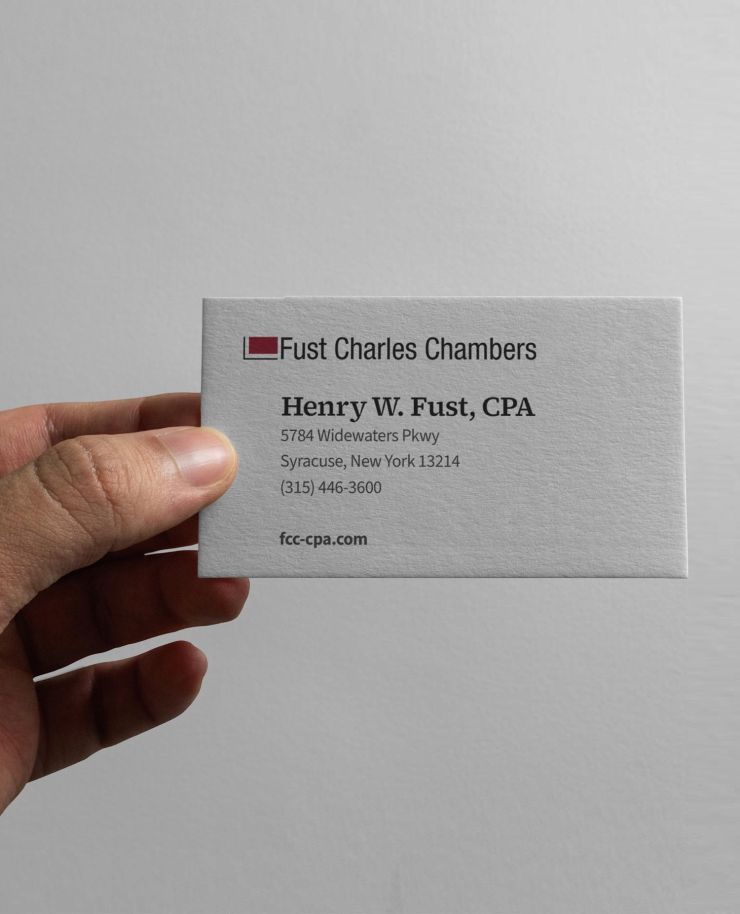 Fust Charles Chambers
Henry W. Fust, CPA
5784 Widewaters Pkwy
Syracuse, New York 13214
(315) 446-3600
fcc-cpa.com